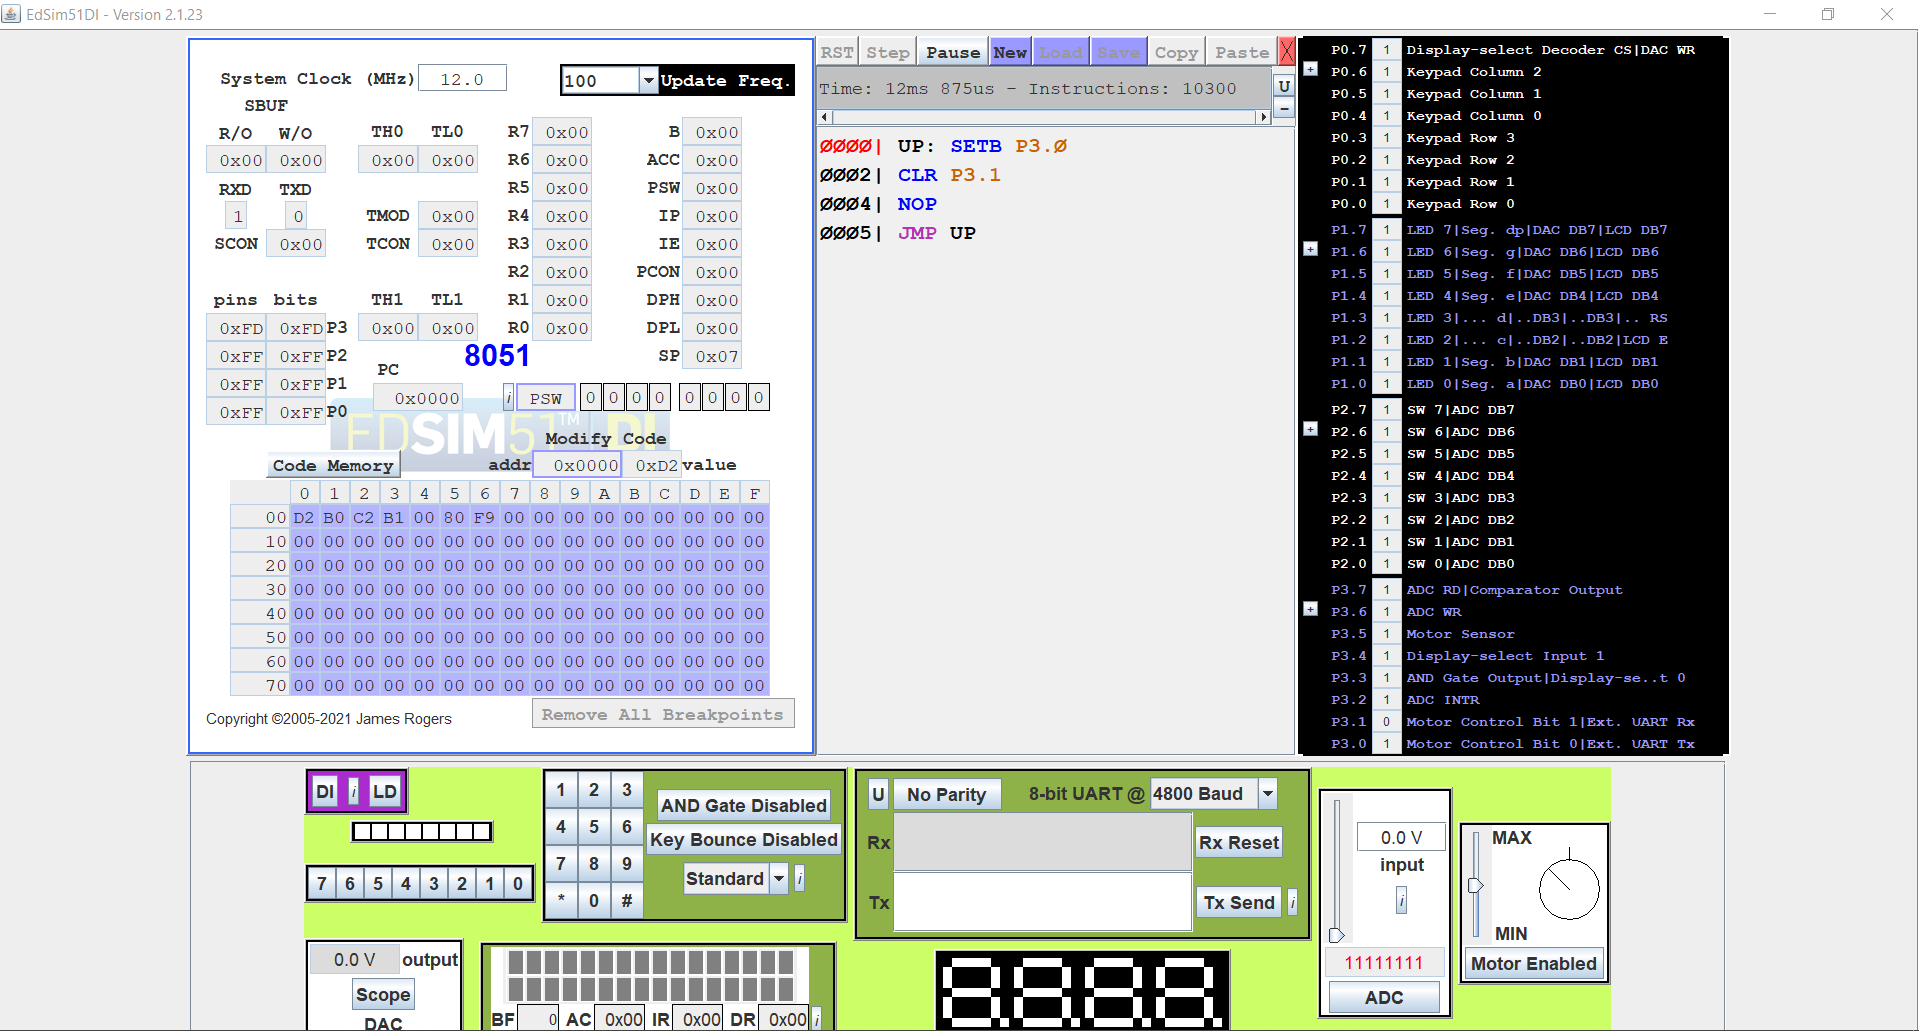 EdSim51DI - Version 2.1.23
System Clock (MHz) 12.0 100 Update Freq.
SBUF
R/O W/O TH0 TL0 R7 0x00 B 0x00
0x00 0x00 0x00 0x00 R6 0x00 ACC 0x00
RXD TXD R5 0x00 PSW 0x00
1 0 TMOD 0x00 R4 0x00 IP 0x00
SCON 0x00 TCON 0x00 R3 0x00 IE 0x00
R2 0x00 PCON 0x00
pins bits TH1 TL1 R1 0x00 DPH 0x00
0xFD 0xFD P3 0x00 0x00 R0 0x00 DPL 0x00
0xFF 0xFF P2 8051 SP 0x07
0xFF 0xFF P1 PC
0xFF 0xFF P0 0x0000 i PSW 0 0 0 0 0 0 0 0
EDSIM51™ DI
Modify Code
Code Memory addr 0x0000 0xD2 value
0 1 2 3 4 5 6 7 8 9 A B C D E F
00 D2 B0 C2 B1 00 80 F9 00 00 00 00 00 00 00 00 00
10 00 00 00 00 00 00 00 00 00 00 00 00 00 00 00 00
20 00 00 00 00 00 00 00 00 00 00 00 00 00 00 00 00
30 00 00 00 00 00 00 00 00 00 00 00 00 00 00 00 00
40 00 00 00 00 00 00 00 00 00 00 00 00 00 00 00 00
50 00 00 00 00 00 00 00 00 00 00 00 00 00 00 00 00
60 00 00 00 00 00 00 00 00 00 00 00 00 00 00 00 00
70 00 00 00 00 00 00 00 00 00 00 00 00 00 00 00 00
Copyright ©2005-2021 James Rogers Remove All Breakpoints
RST Step Pause New Load Save Copy Paste X
Time: 12ms 875us - Instructions: 10300 U
-
0000| UP: SETB P3.0
0002| CLR P3.1
0004| NOP
0005| JMP UP
P0.7 1 Display-select Decoder CS|DAC WR
+ P0.6 1 Keypad Column 2
P0.5 1 Keypad Column 1
P0.4 1 Keypad Column 0
P0.3 1 Keypad Row 3
P0.2 1 Keypad Row 2
P0.1 1 Keypad Row 1
P0.0 1 Keypad Row 0
P1.7 1 LED 7|Seg. dp|DAC DB7|LCD DB7
+ P1.6 1 LED 6|Seg. g|DAC DB6|LCD DB6
P1.5 1 LED 5|Seg. f|DAC DB5|LCD DB5
P1.4 1 LED 4|Seg. e|DAC DB4|LCD DB4
P1.3 1 LED 3|... d|..DB3|..DB3|.. RS
P1.2 1 LED 2|... c|..DB2|..DB2|LCD E
P1.1 1 LED 1|Seg. b|DAC DB1|LCD DB1
P1.0 1 LED 0|Seg. a|DAC DB0|LCD DB0
P2.7 1 SW 7|ADC DB7
+ P2.6 1 SW 6|ADC DB6
P2.5 1 SW 5|ADC DB5
P2.4 1 SW 4|ADC DB4
P2.3 1 SW 3|ADC DB3
P2.2 1 SW 2|ADC DB2
P2.1 1 SW 1|ADC DB1
P2.0 1 SW 0|ADC DB0
P3.7 1 ADC RD|Comparator Output
+ P3.6 1 ADC WR
P3.5 1 Motor Sensor
P3.4 1 Display-select Input 1
P3.3 1 AND Gate Output|Display-se..t 0
P3.2 1 ADC INTR
P3.1 0 Motor Control Bit 1|Ext. UART Rx
P3.0 1 Motor Control Bit 0|Ext. UART Tx
DI i LD
7 6 5 4 3 2 1 0
0.0 V output
Scope
DAC
1 2 3
4 5 6
7 8 9
* 0 #
AND Gate Disabled
Key Bounce Disabled
Standard i
BF 0 AC 0x00 IR 0x00 DR 0x00 i
U No Parity 8-bit UART @ 4800 Baud
Rx Rx Reset
Tx Tx Send i
8.8.8.8.
0.0 V
input
i
11111111
ADC
MAX
MIN
Motor Enabled